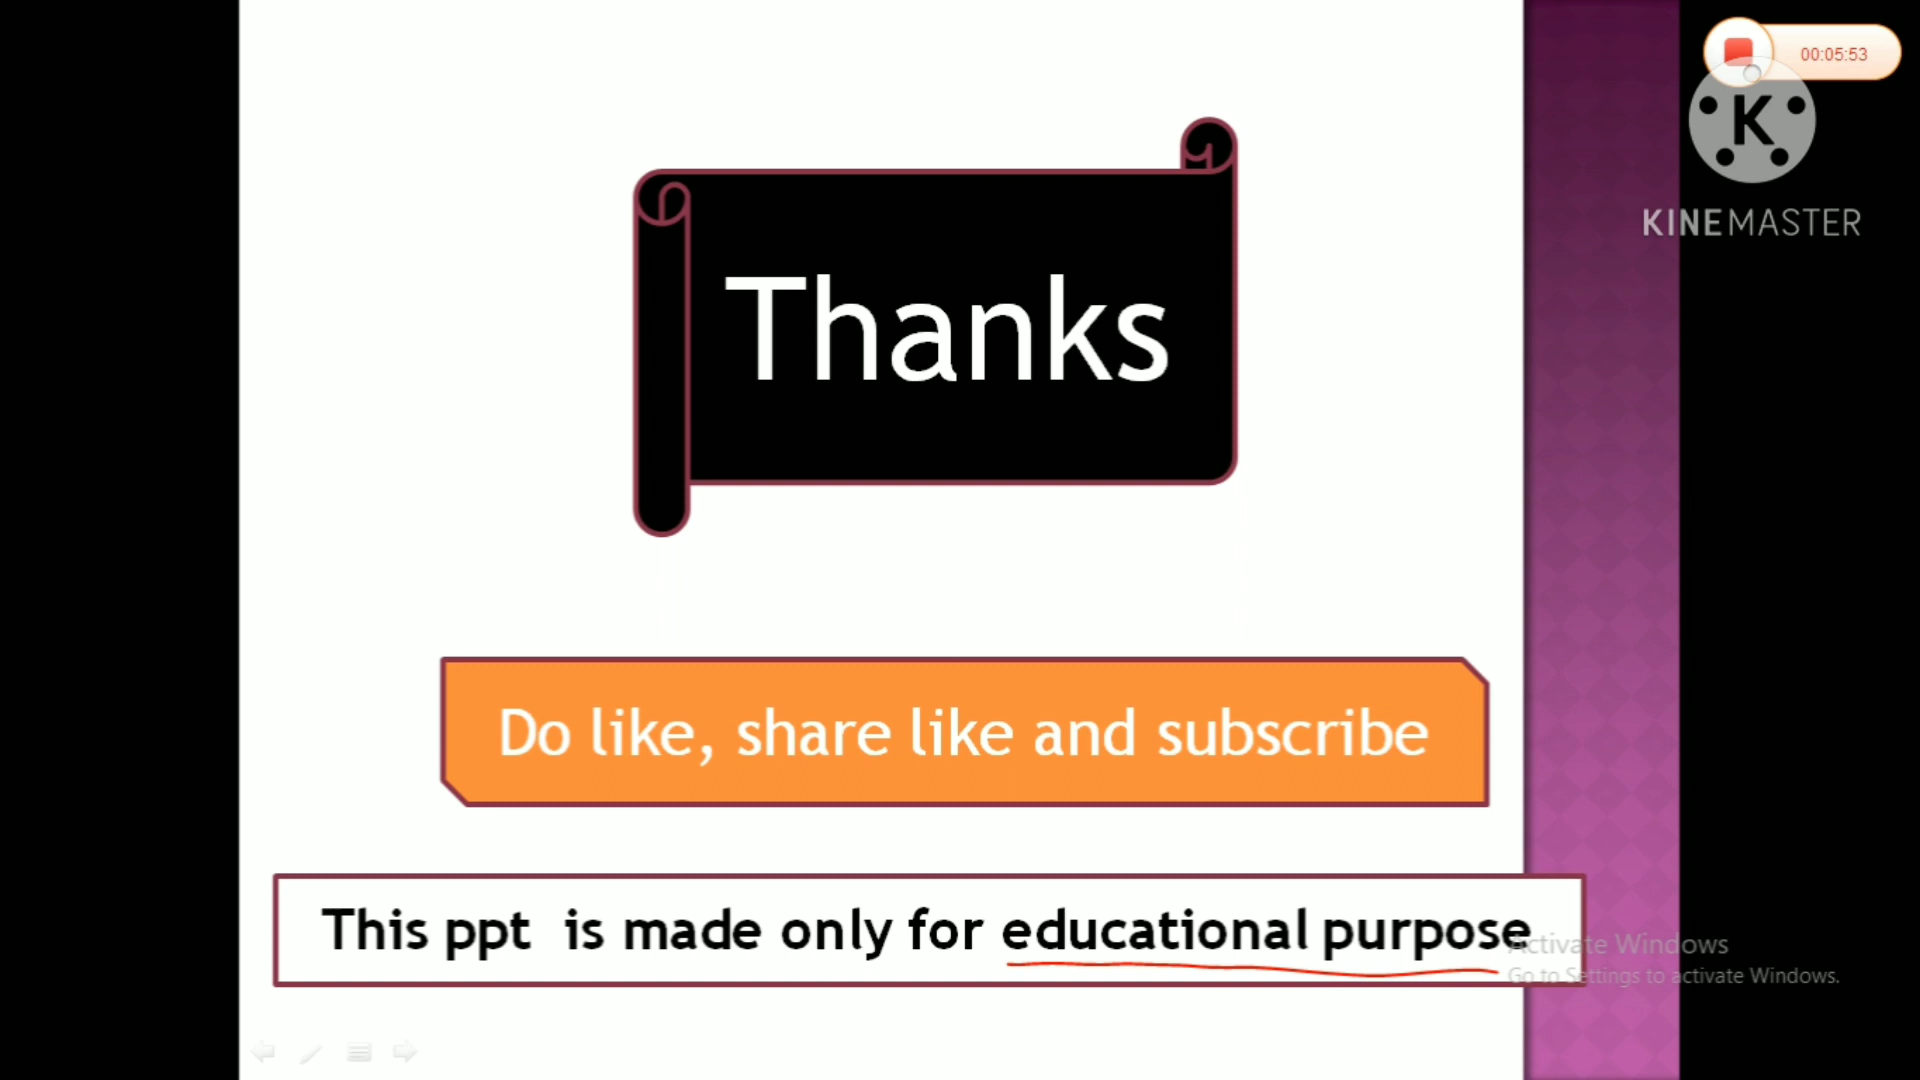 00:05:53
K
KINEMASTER
Thanks
Do like, share like and subscribe
This ppt is made only for educational purpose
Activate Windows
Go to Settings to activate Windows.